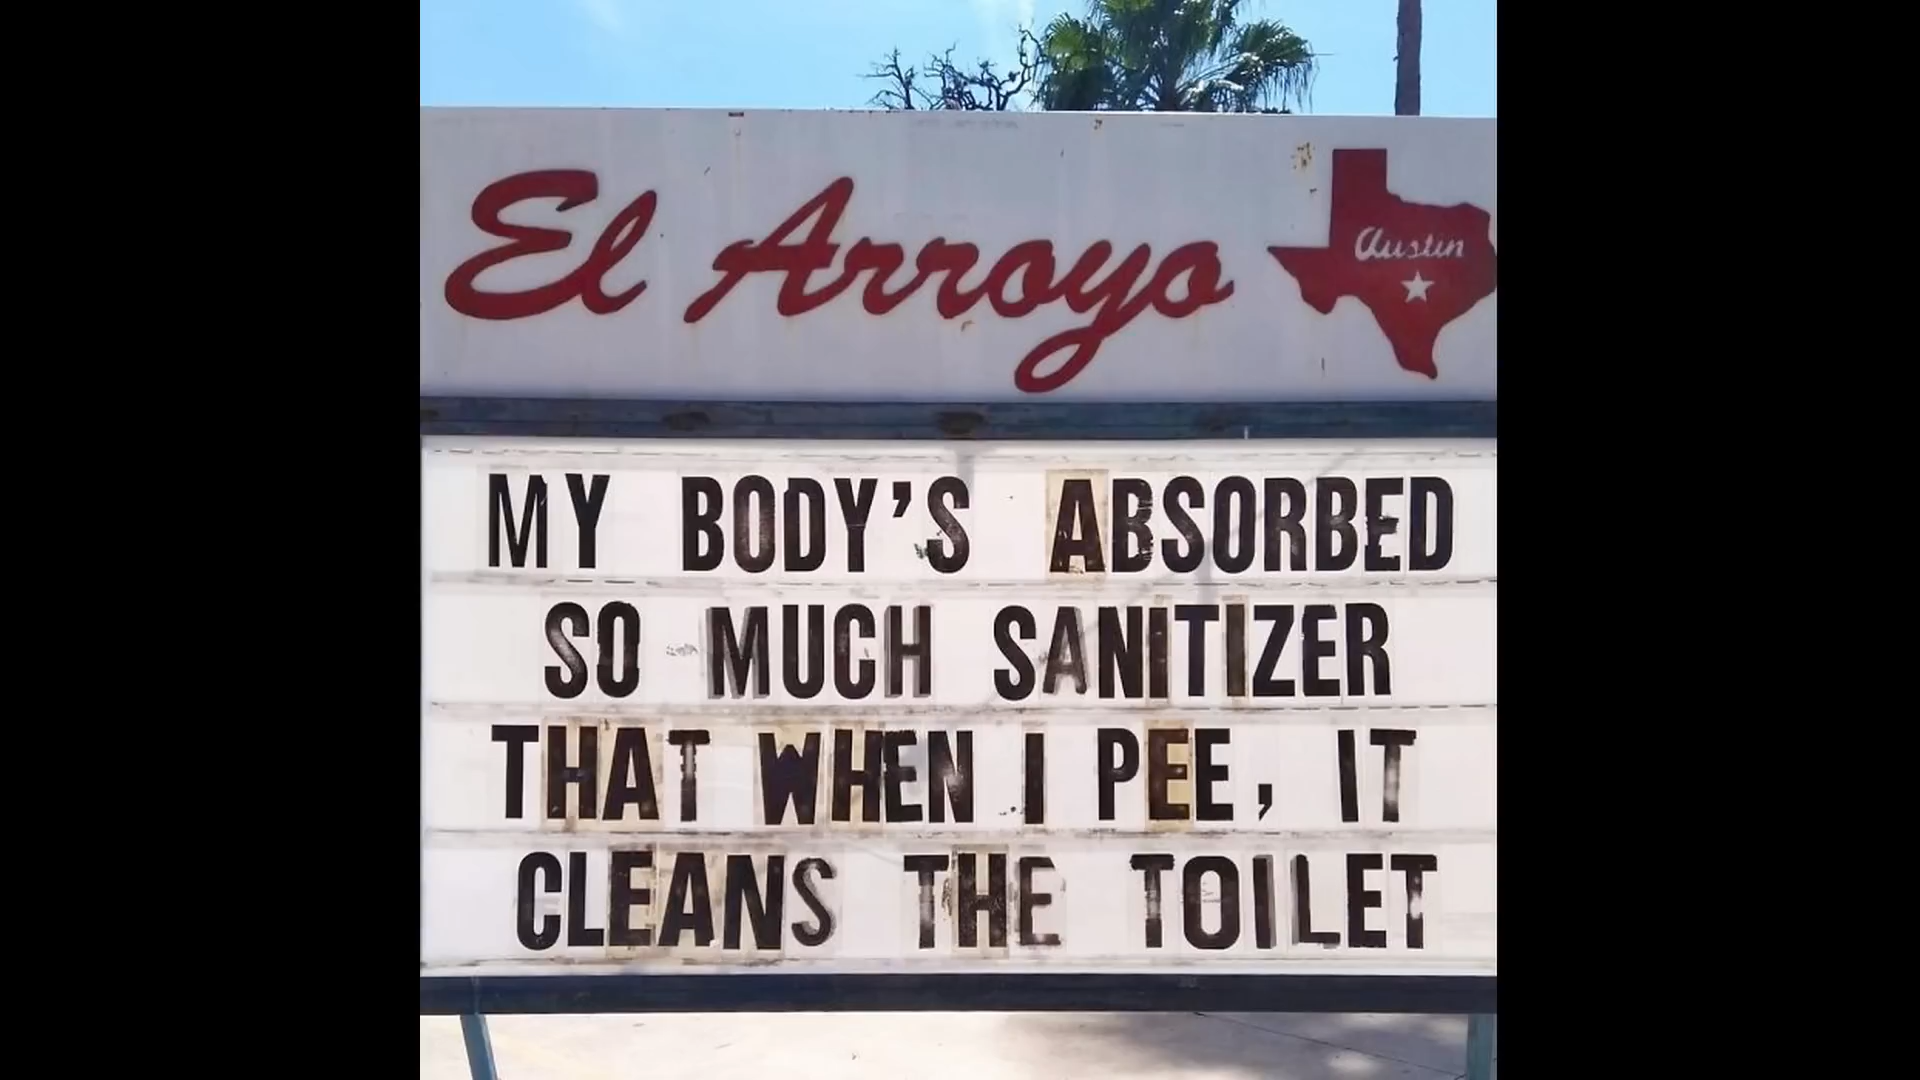 El Arroyo
Austin
MY BODY'S ABSORBED
SO MUCH SANITIZER
THAT WHEN I PEE, IT
CLEANS THE TOILET